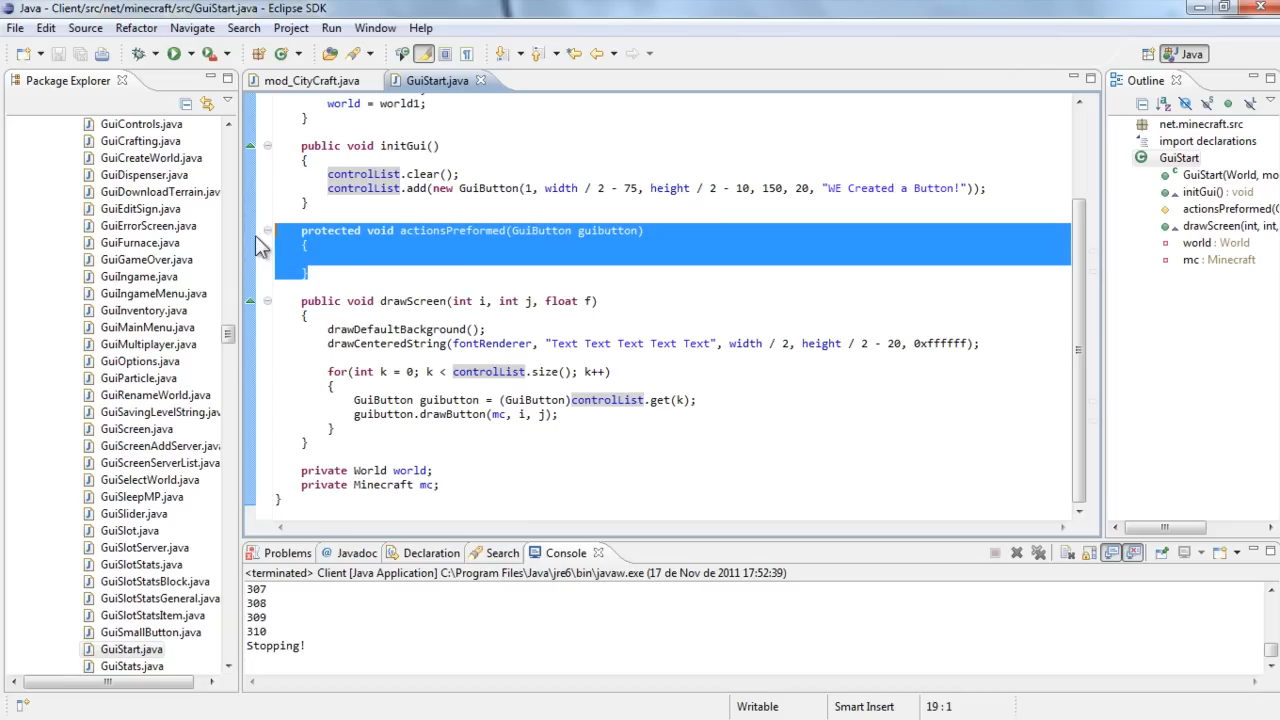 Java - Client/src/net/minecraft/src/GuiStart.java - Eclipse SDK
File Edit Source Refactor Navigate Search Project Run Window Help
Java
Package Explorer
mod_CityCraft.java
GuiStart.java
Outline
GuiControls.java
GuiCrafting.java
GuiCreateWorld.java
GuiDispenser.java
GuiDownloadTerrain.jav
GuiEditSign.java
GuiErrorScreen.java
GuiFurnace.java
GuiGameOver.java
GuiIngame.java
GuiIngameMenu.java
GuiInventory.java
GuiMainMenu.java
GuiMultiplayer.java
GuiOptions.java
GuiParticle.java
GuiRenameWorld.java
GuiSavingLevelString.jav
GuiScreen.java
GuiScreenAddServer.java
GuiScreenServerList.java
GuiSelectWorld.java
GuiSleepMP.java
GuiSlider.java
GuiSlot.java
GuiSlotServer.java
GuiSlotStats.java
GuiSlotStatsBlock.java
GuiSlotStatsGeneral.java
GuiSlotStatsItem.java
GuiSmallButton.java
GuiStart.java
GuiStats.java
world = world1;
}
public void initGui()
{
controlList.clear();
controlList.add(new GuiButton(1, width / 2 - 75, height / 2 - 10, 150, 20, "WE Created a Button!"));
}
protected void actionsPreformed(GuiButton guibutton)
{
}
public void drawScreen(int i, int j, float f)
{
drawDefaultBackground();
drawCenteredString(fontRenderer, "Text Text Text Text Text", width / 2, height / 2 - 20, 0xffffff);
for(int k = 0; k < controlList.size(); k++)
{
GuiButton guibutton = (GuiButton)controlList.get(k);
guibutton.drawButton(mc, i, j);
}
}
private World world;
private Minecraft mc;
}
net.minecraft.src
import declarations
GuiStart
GuiStart(World, mo
initGui() : void
actionsPreformed(G
drawScreen(int, int,
world : World
mc : Minecraft
Problems
Javadoc
Declaration
Search
Console
<terminated> Client [Java Application] C:\Program Files\Java\jre6\bin\javaw.exe (17 de Nov de 2011 17:52:39)
307
308
309
310
Stopping!
Writable
Smart Insert
19 : 1